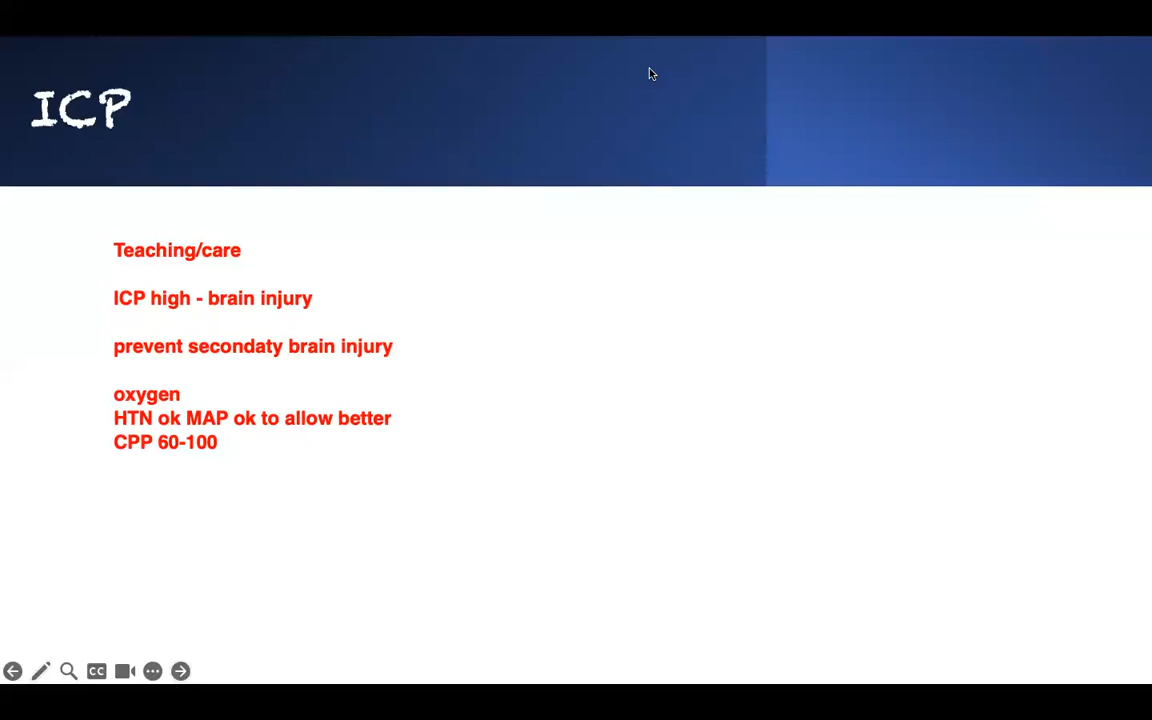 ICP
Teaching/care
ICP high - brain injury
prevent secondaty brain injury
oxygen
HTN ok MAP ok to allow better
CPP 60-100
CC